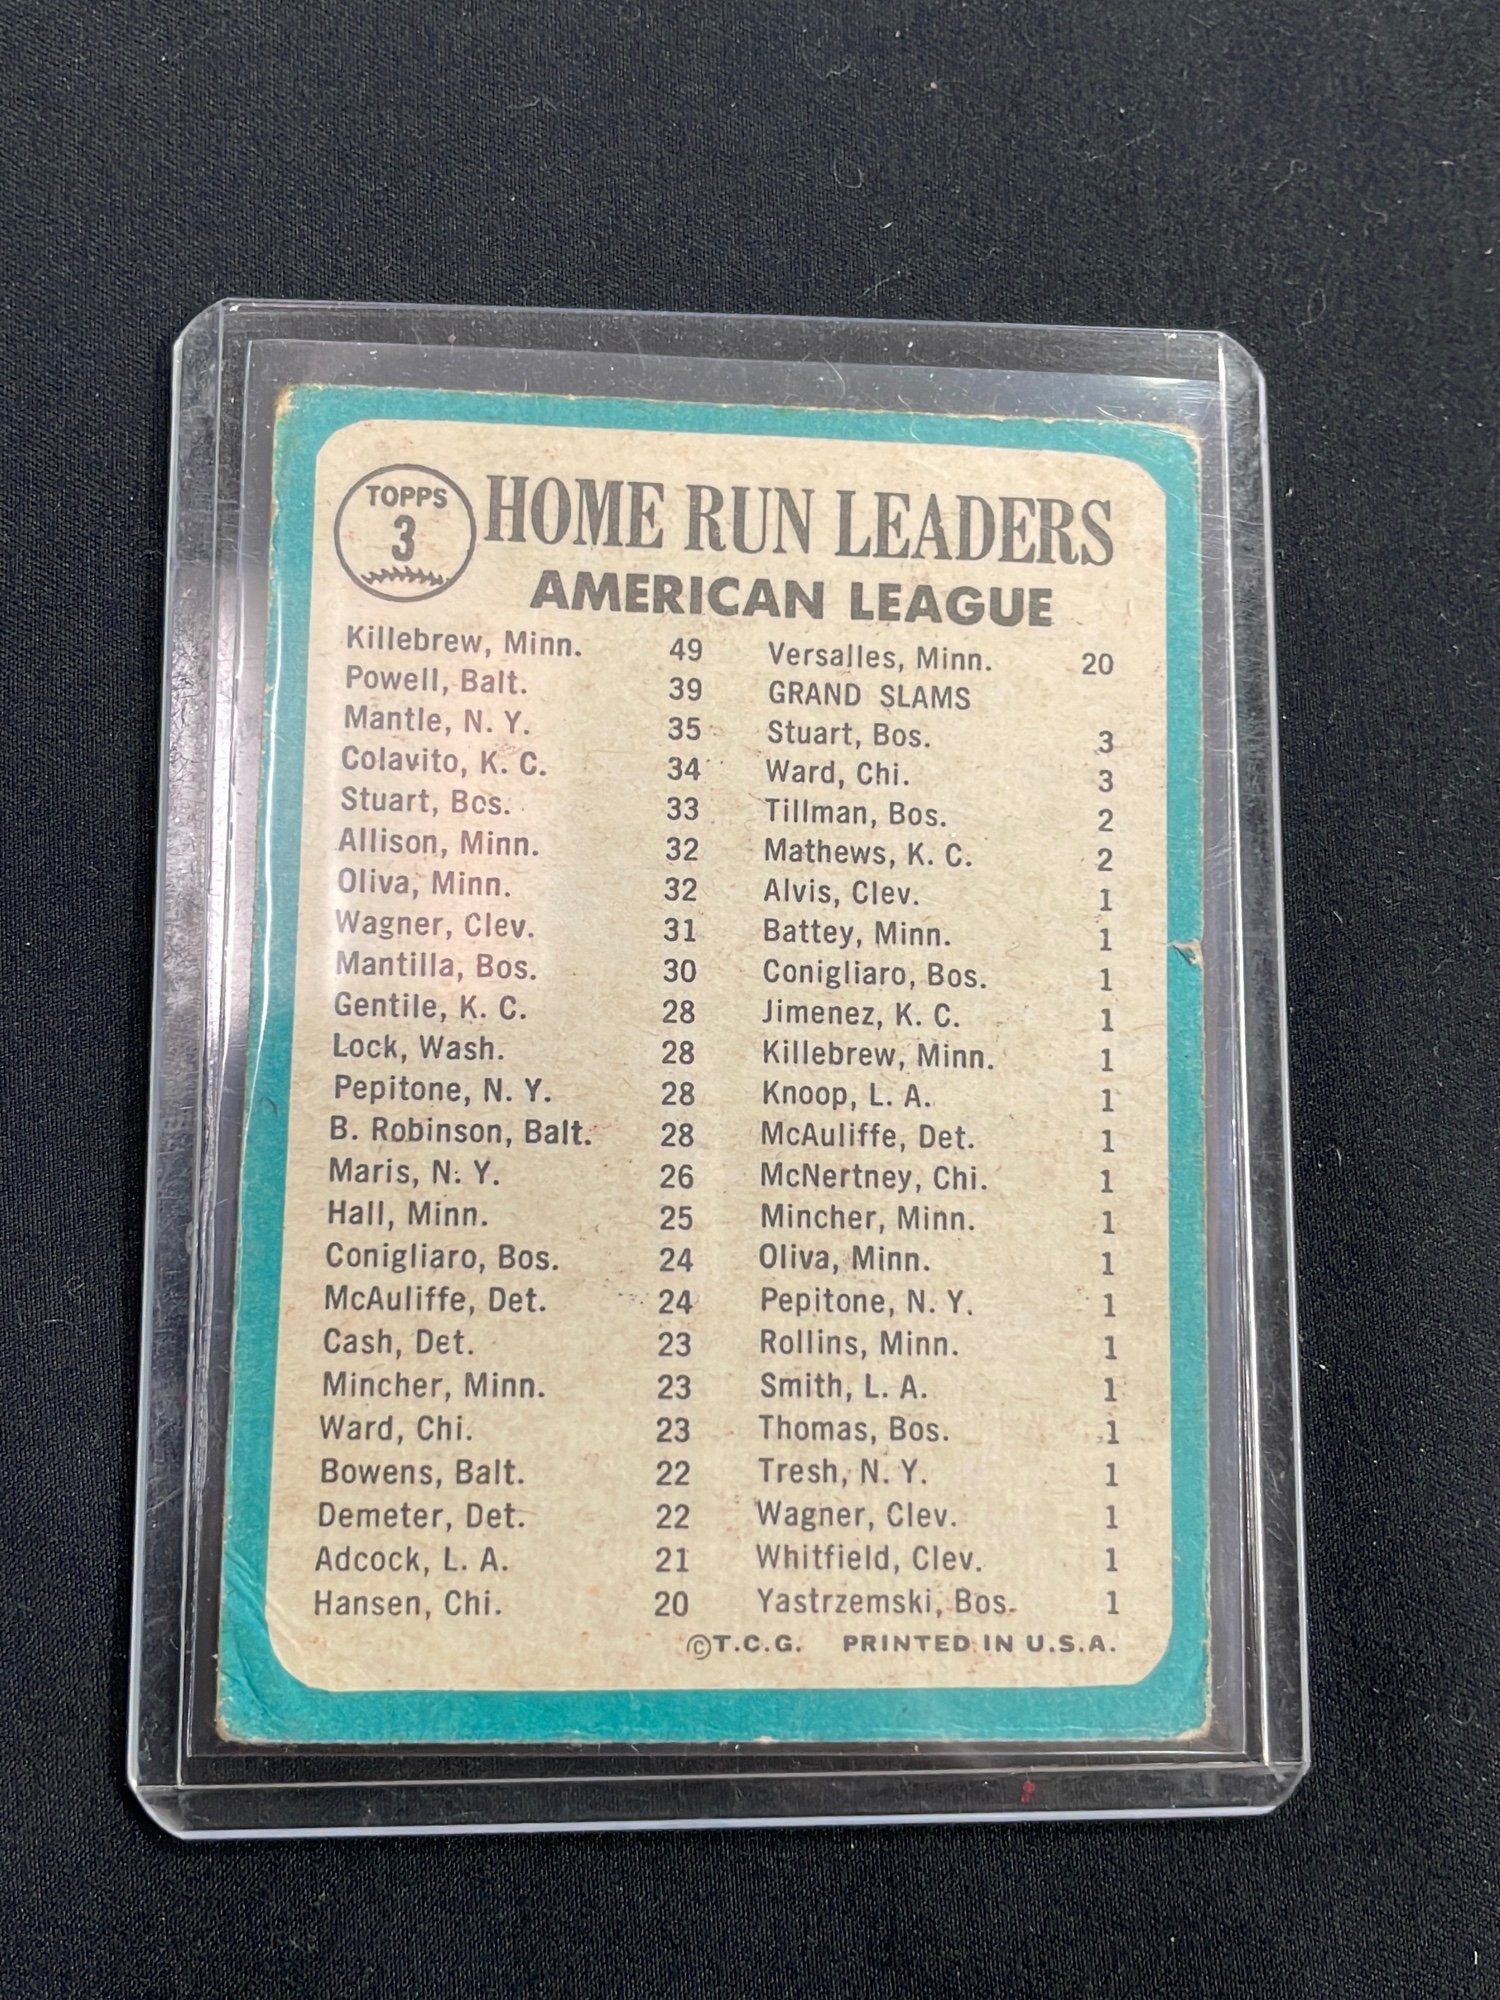 TOPPS
3
HOME RUN LEADERS
AMERICAN LEAGUE
Killebrew, Minn. 49
Powell, Balt. 39
Mantle, N. Y. 35
Colavito, K. C. 34
Stuart, Bos. 33
Allison, Minn. 32
Oliva, Minn. 32
Wagner, Clev. 31
Mantilla, Bos. 30
Gentile, K. C. 28
Lock, Wash. 28
Pepitone, N. Y. 28
B. Robinson, Balt. 28
Maris, N. Y. 26
Hall, Minn. 25
Conigliaro, Bos. 24
McAuliffe, Det. 24
Cash, Det. 23
Mincher, Minn. 23
Ward, Chi. 23
Bowens, Balt. 22
Demeter, Det. 22
Adcock, L. A. 21
Hansen, Chi. 20
Versalles, Minn. 20
GRAND SLAMS
Stuart, Bos. 3
Ward, Chi. 3
Tillman, Bos. 2
Mathews, K. C. 2
Alvis, Clev. 1
Battey, Minn. 1
Conigliaro, Bos. 1
Jimenez, K. C. 1
Killebrew, Minn. 1
Knoop, L. A. 1
McAuliffe, Det. 1
McNertney, Chi. 1
Mincher, Minn. 1
Oliva, Minn. 1
Pepitone, N. Y. 1
Rollins, Minn. 1
Smith, L. A. 1
Thomas, Bos. 1
Tresh, N. Y. 1
Wagner, Clev. 1
Whitfield, Clev. 1
Yastrzemski, Bos. 1
©T.C.G. PRINTED IN U.S.A.